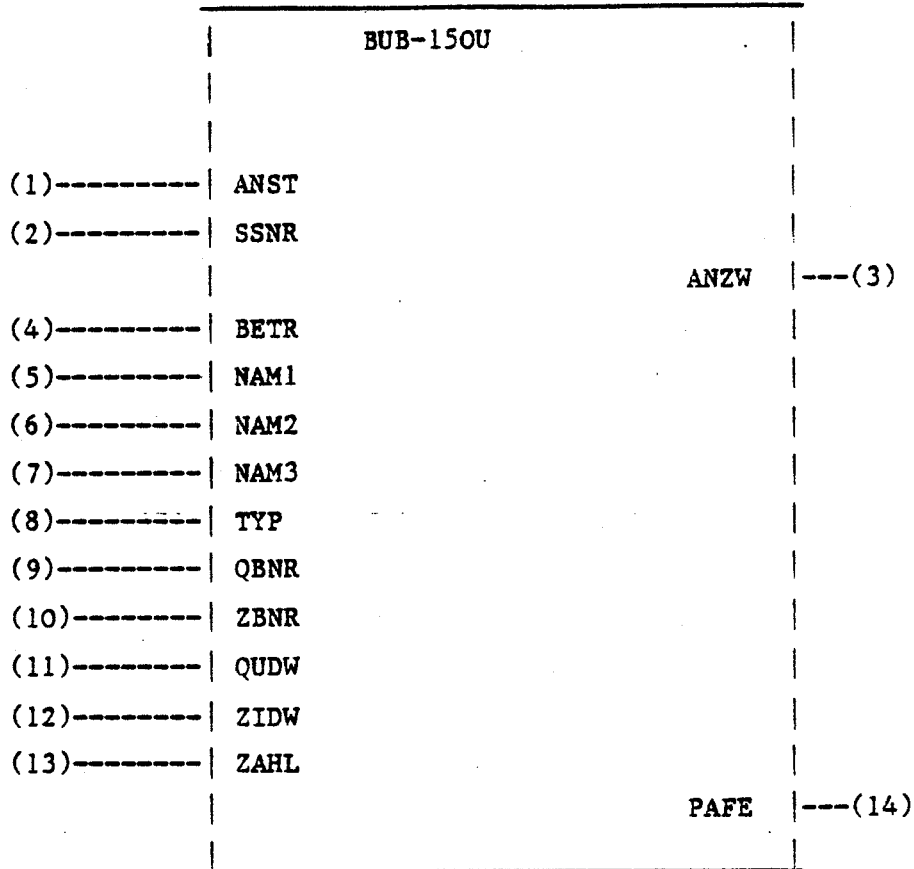 BUB-150U
(1)---------| ANST
(2)---------| SSNR
ANZW |---(3)
(4)---------| BETR
(5)---------| NAM1
(6)---------| NAM2
(7)---------| NAM3
(8)---------| TYP
(9)---------| QBNR
(10)--------| ZBNR
(11)--------| QUDW
(12)--------| ZIDW
(13)--------| ZAHL
PAFE |---(14)